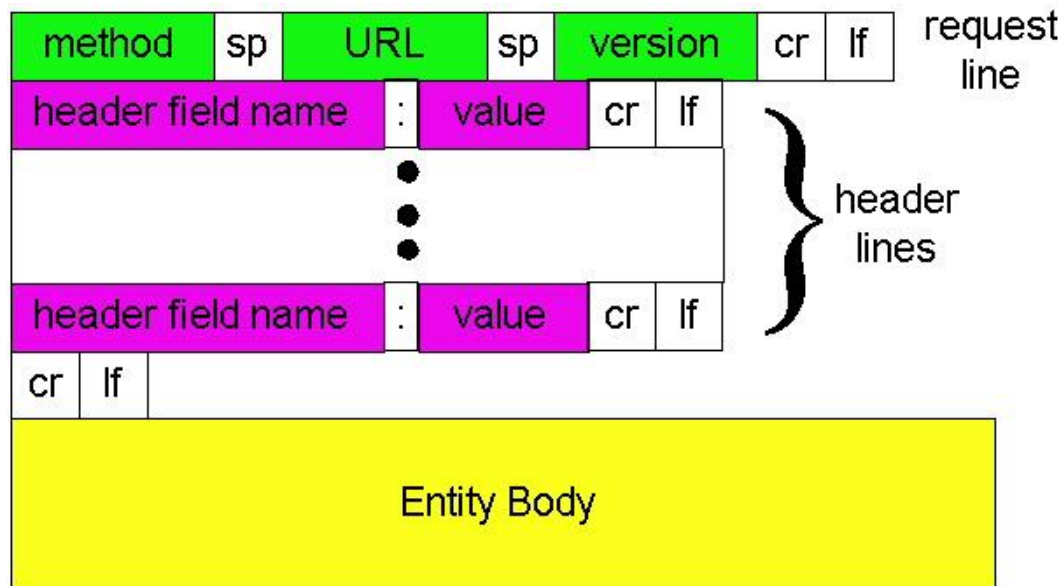 method sp URL sp version cr lf
request line
header field name : value cr lf
header lines
header field name : value cr lf
cr lf
Entity Body